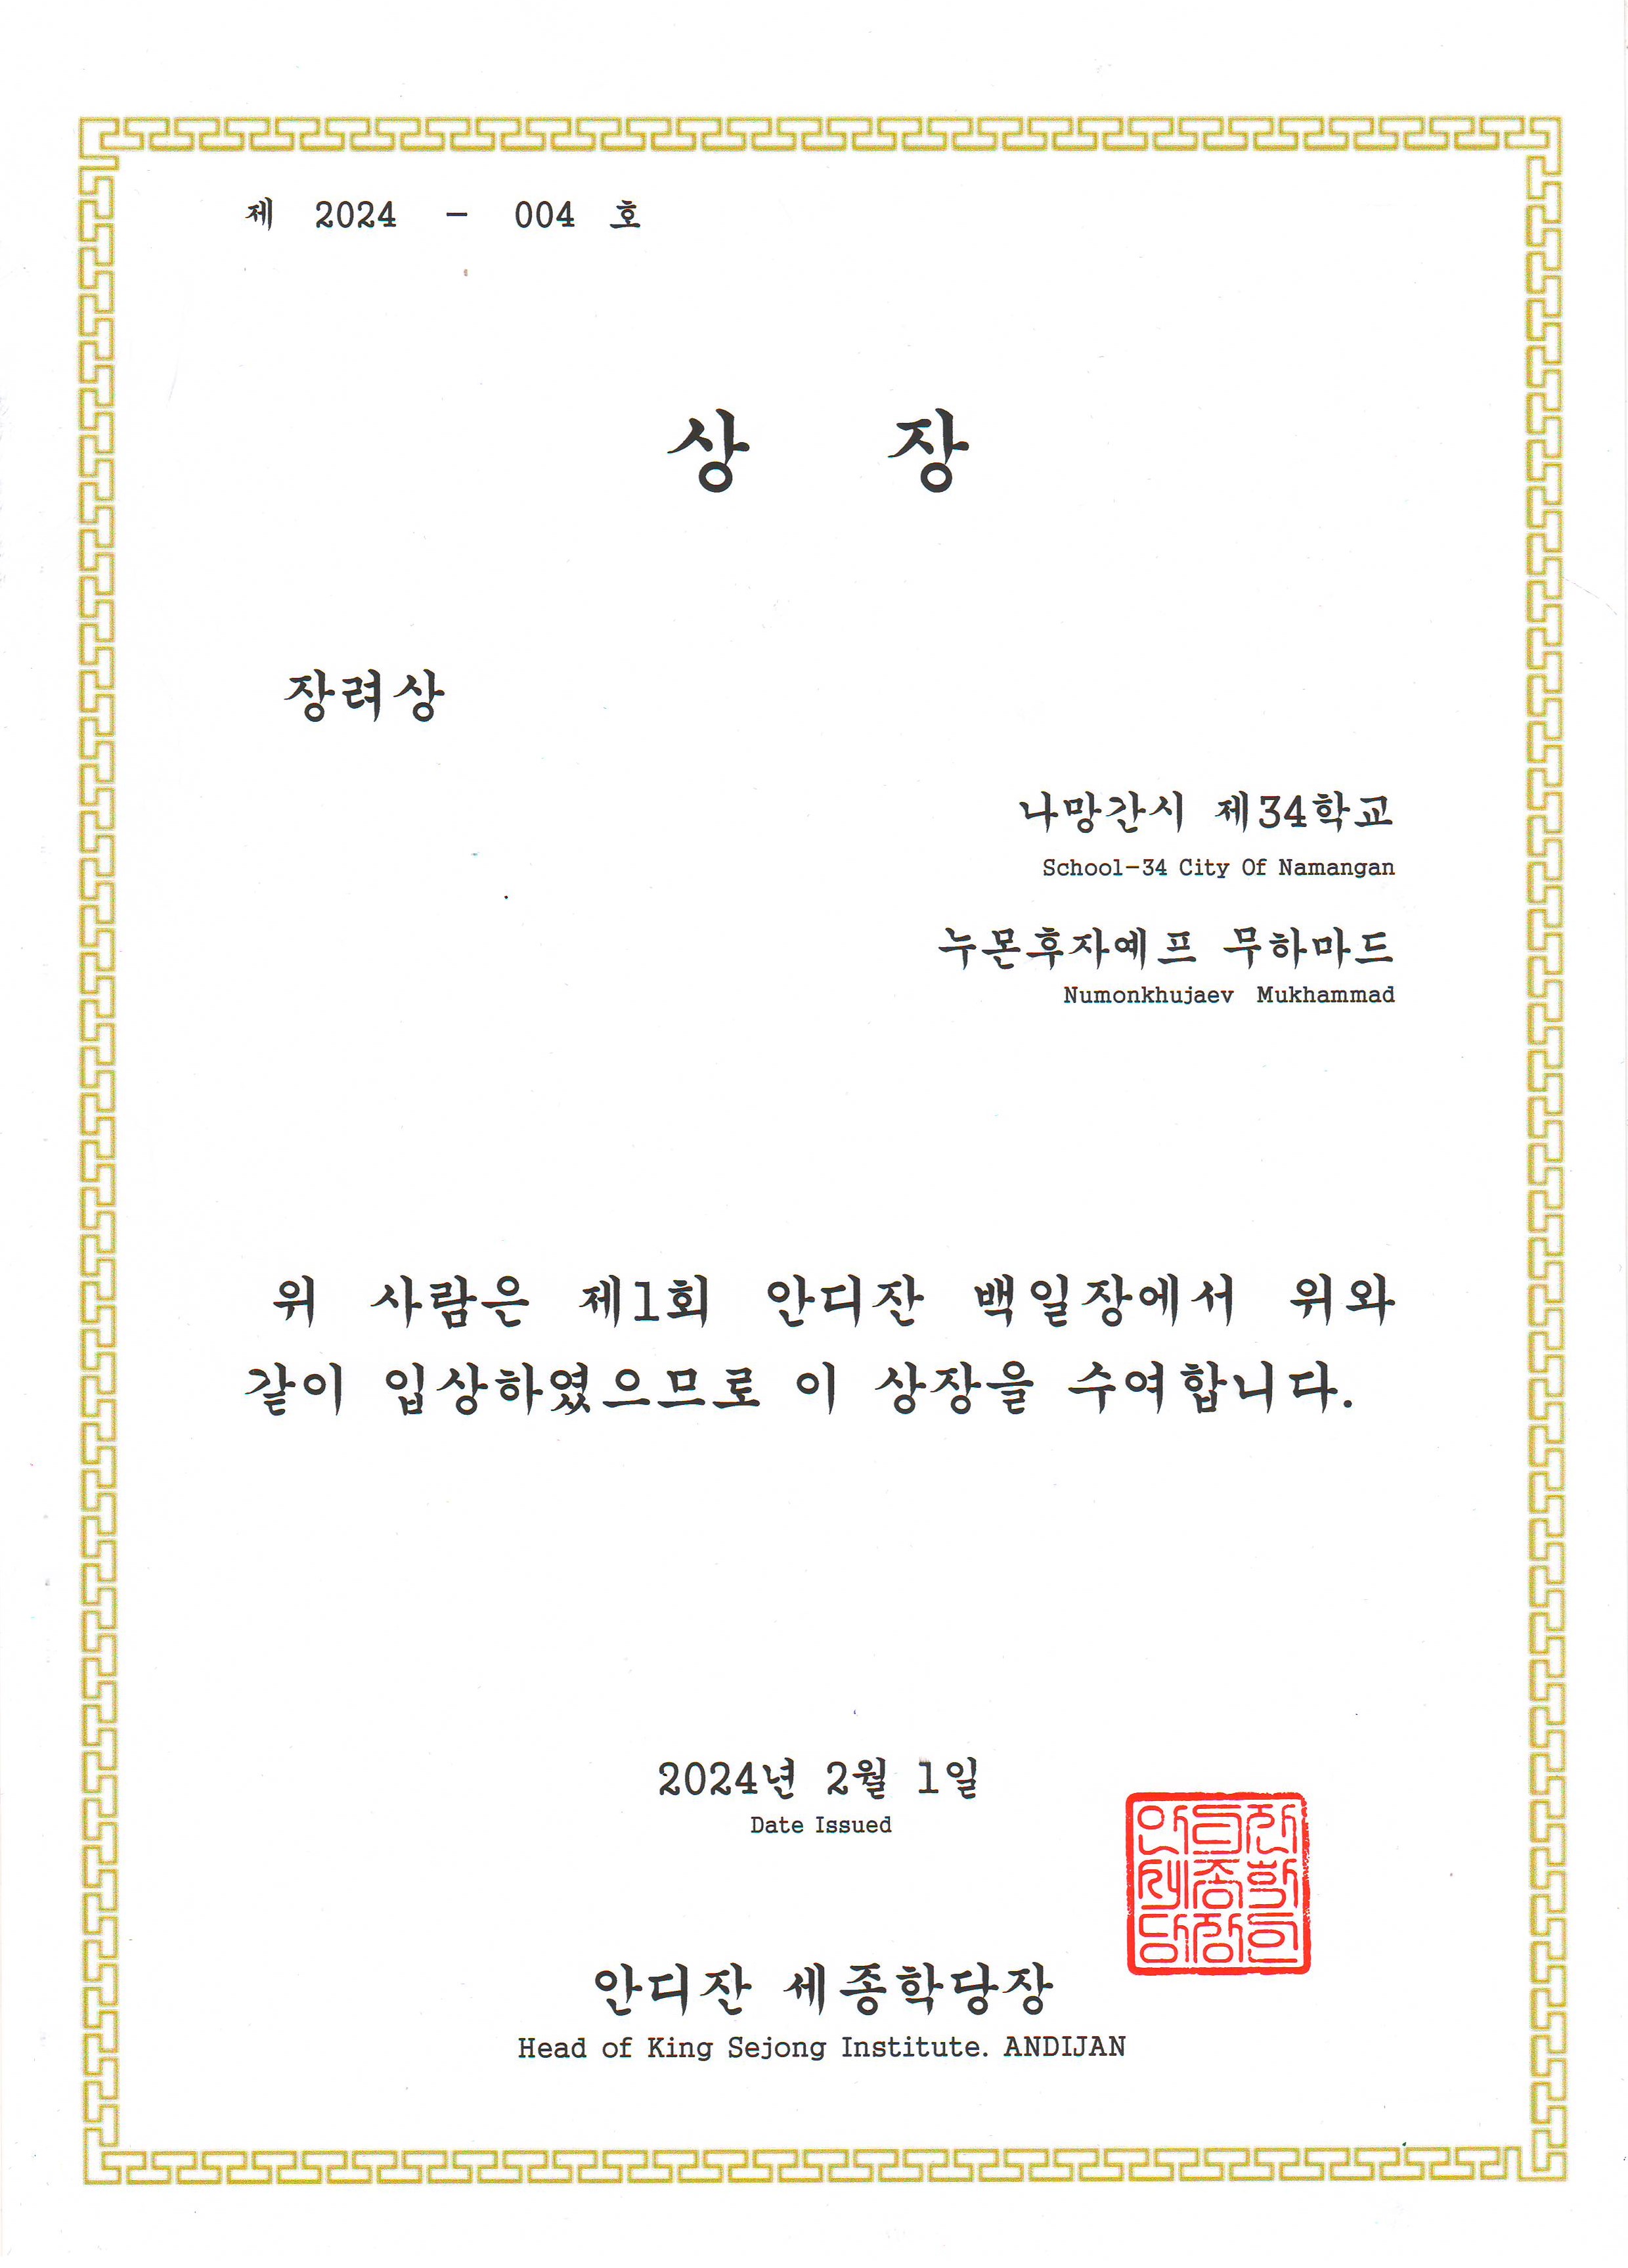 제 2024 - 004 호
상 장
장려상
나망간시 제34학교
School-34 City Of Namangan
누몬후자예프 무하마드
Numonkhujaev Mukhammad
위 사람은 제1회 안디잔 백일장에서 위와
같이 입상하였으므로 이 상장을 수여합니다.
2024년 2월 1일
Date Issued
안디잔
세종학
당장인
안디잔 세종학당장
Head of King Sejong Institute. ANDIJAN